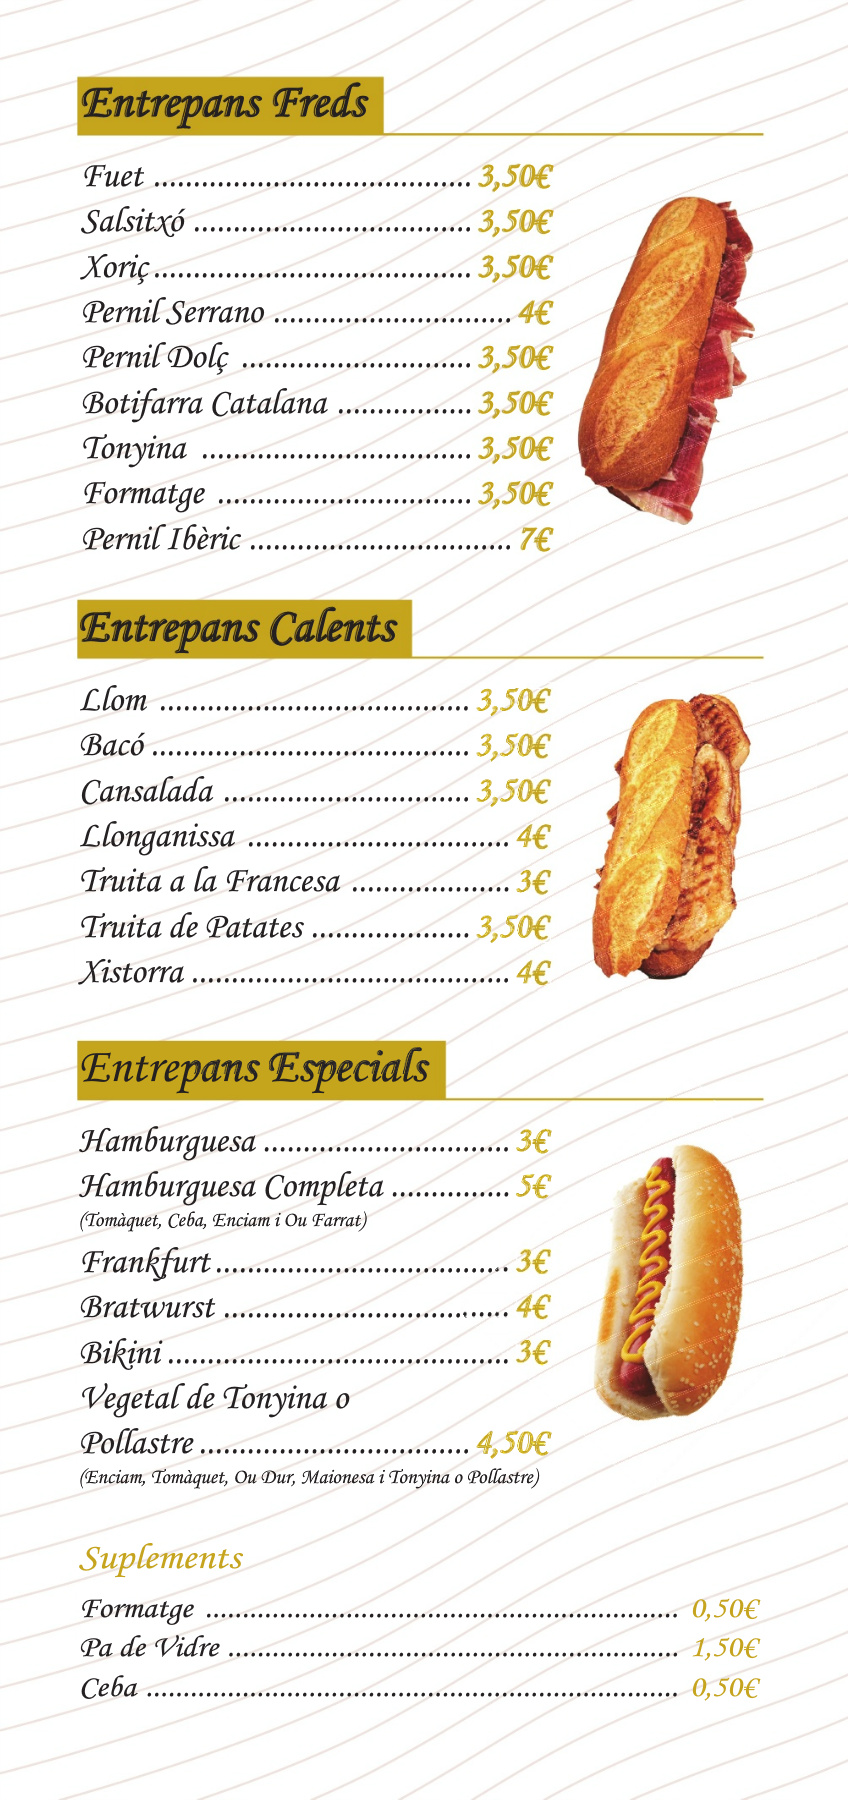 Entrepans Freds
Fuet ........................................ 3,50€
Salsitxó ................................... 3,50€
Xoriç ........................................ 3,50€
Pernil Serrano .............................. 4€
Pernil Dolç ............................. 3,50€
Botifarra Catalana ................. 3,50€
Tonyina .................................. 3,50€
Formatge ................................ 3,50€
Pernil Ibèric ................................. 7€
Entrepans Calents
Llom ....................................... 3,50€
Bacó ........................................ 3,50€
Cansalada ............................... 3,50€
Llonganissa ................................. 4€
Truita a la Francesa .................... 3€
Truita de Patates .................... 3,50€
Xistorra ........................................ 4€
Entrepans Especials
Hamburguesa ............................... 3€
Hamburguesa Completa ............... 5€
(Tomàquet, Ceba, Enciam i Ou Farrat)
Frankfurt ..................................... 3€
Bratwurst .................................... 4€
Bikini ........................................... 3€
Vegetal de Tonyina o
Pollastre .................................. 4,50€
(Enciam, Tomàquet, Ou Dur, Maionesa i Tonyina o Pollastre)
Suplements
Formatge ................................................................ 0,50€
Pa de Vidre ............................................................. 1,50€
Ceba ........................................................................ 0,50€